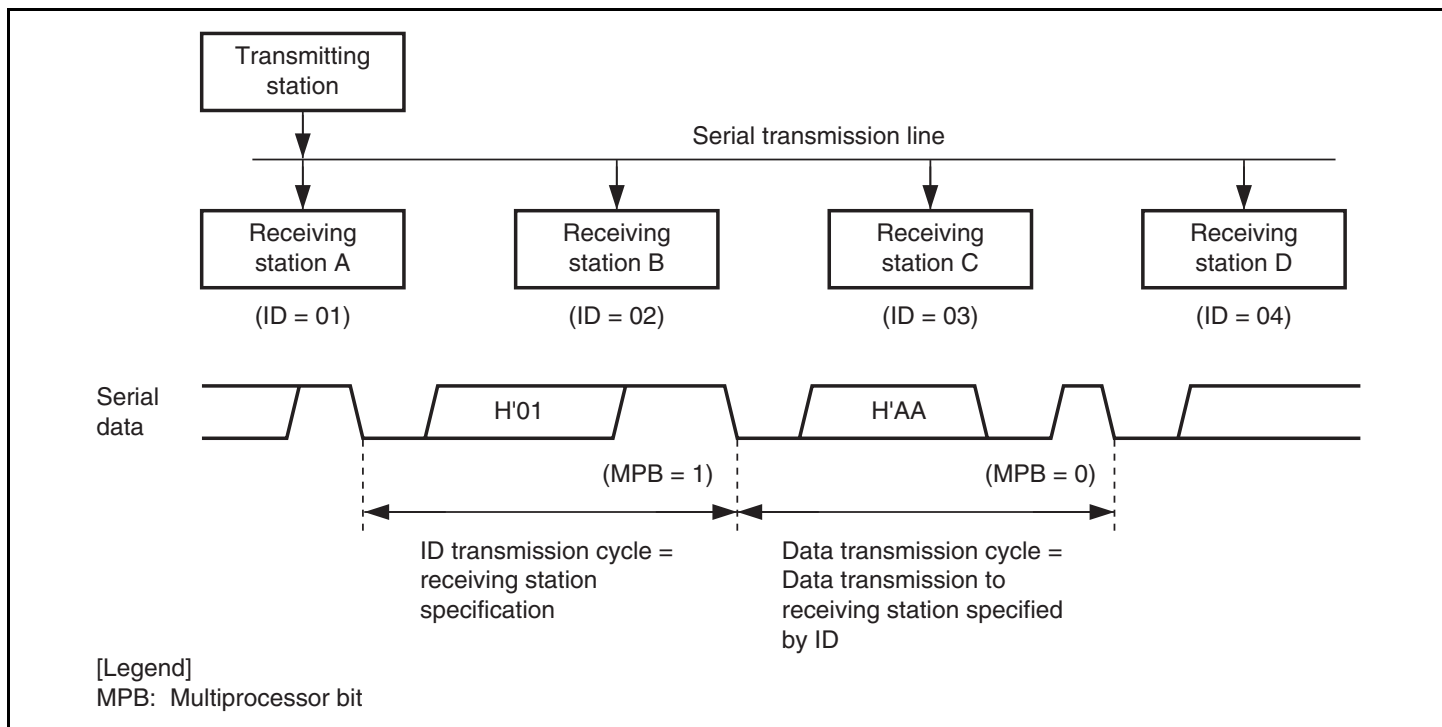 Transmitting
station
Serial transmission line
Receiving
station A
Receiving
station B
Receiving
station C
Receiving
station D
(ID = 01)
(ID = 02)
(ID = 03)
(ID = 04)
Serial
data
H'01
H'AA
(MPB = 1)
(MPB = 0)
ID transmission cycle =
receiving station
specification
Data transmission cycle =
Data transmission to
receiving station specified
by ID
[Legend]
MPB: Multiprocessor bit